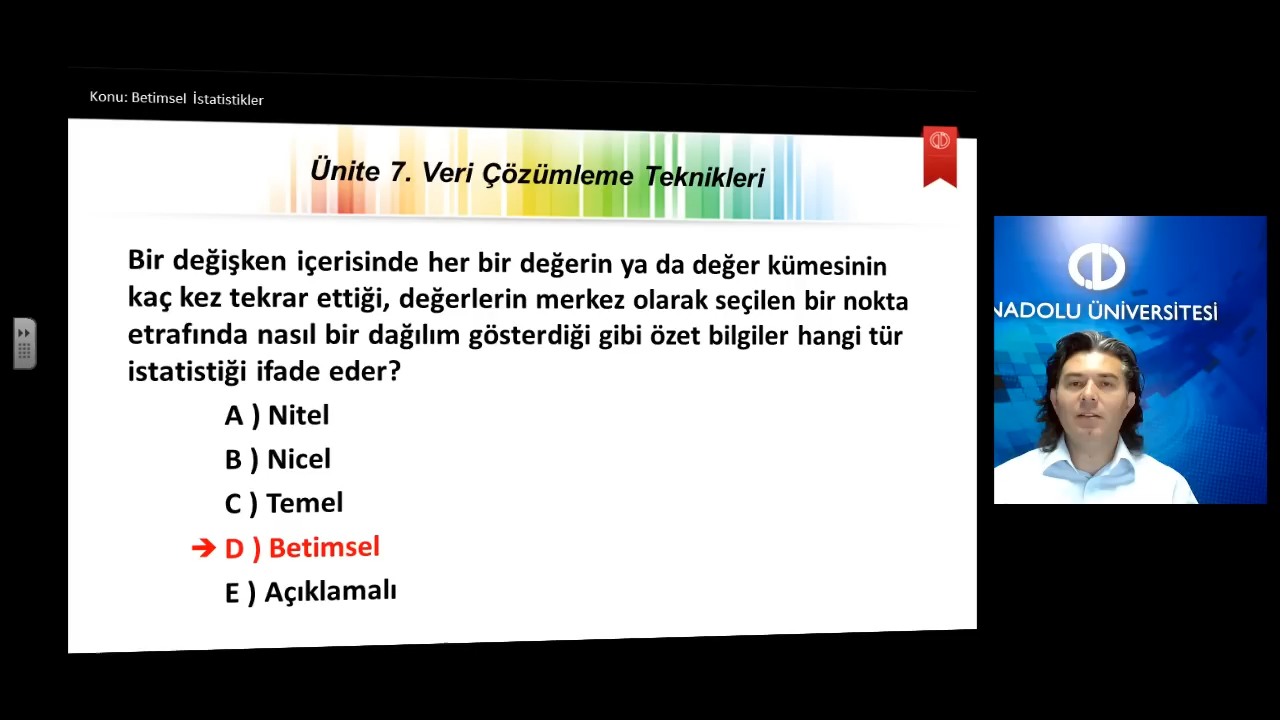 Konu: Betimsel İstatistikler
Ünite 7. Veri Çözümleme Teknikleri
Bir değişken içerisinde her bir değerin ya da değer kümesinin
kaç kez tekrar ettiği, değerlerin merkez olarak seçilen bir nokta
etrafında nasıl bir dağılım gösterdiği gibi özet bilgiler hangi tür
istatistiği ifade eder?
A ) Nitel
B ) Nicel
C ) Temel
➔ D ) Betimsel
E ) Açıklamalı
NADOLU ÜNİVERSİTESİ